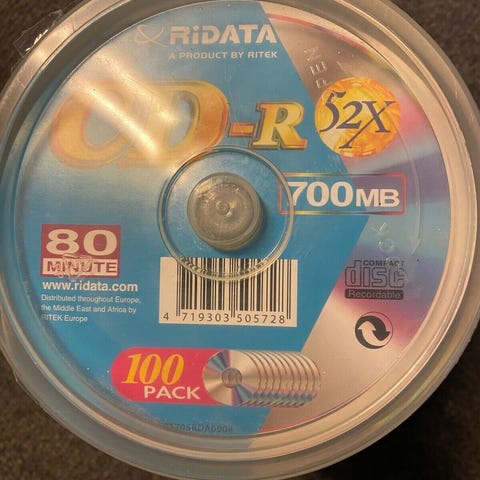 RiDATA
A PRODUCT BY RITEK
CD-R
52X
700MB
80
MINUTE
www.ridata.com
Distributed throughout Europe,
the Middle East and Africa by
RITEK Europe
COMPACT
disc
Recordable
4 719303 505728
100
PACK